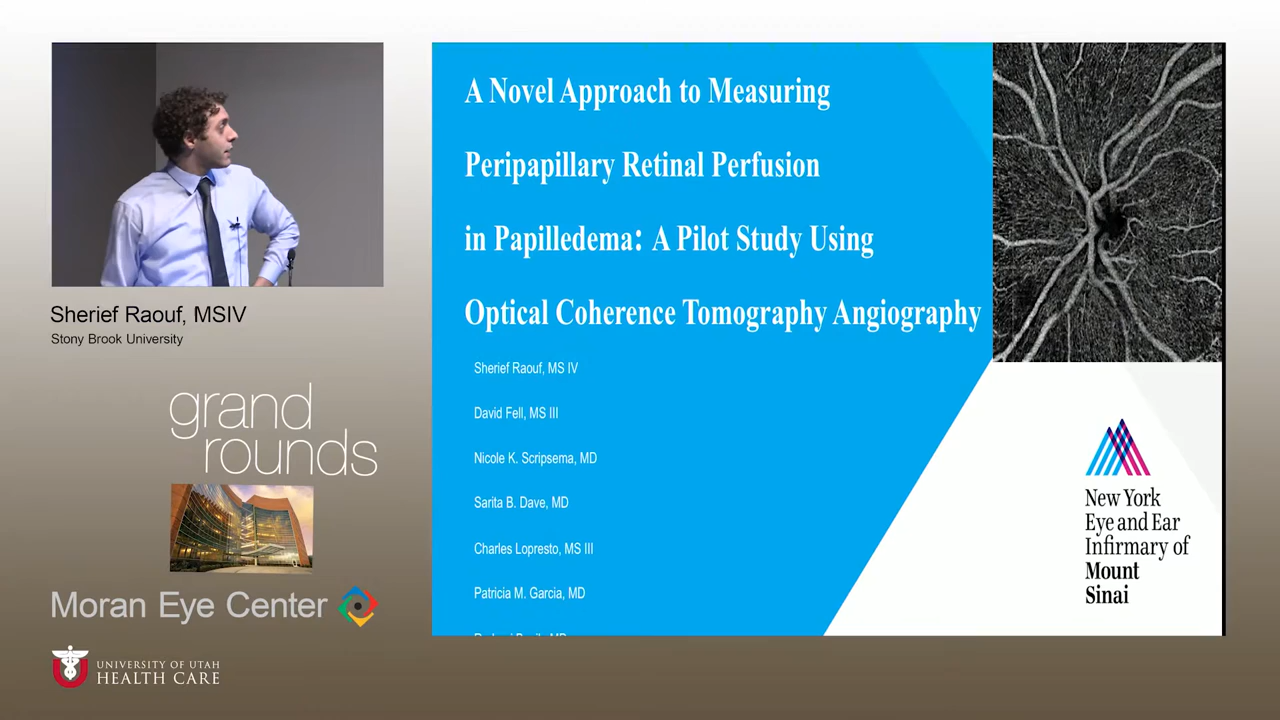 Sherief Raouf, MSIV
Stony Brook University
grand
rounds
Moran Eye Center
UNIVERSITY OF UTAH
HEALTH CARE
A Novel Approach to Measuring
Peripapillary Retinal Perfusion
in Papilledema: A Pilot Study Using
Optical Coherence Tomography Angiography
Sherief Raouf, MS IV
David Fell, MS III
Nicole K. Scripsema, MD
Sarita B. Dave, MD
Charles Lopresto, MS III
Patricia M. Garcia, MD
New York
Eye and Ear
Infirmary of
Mount
Sinai